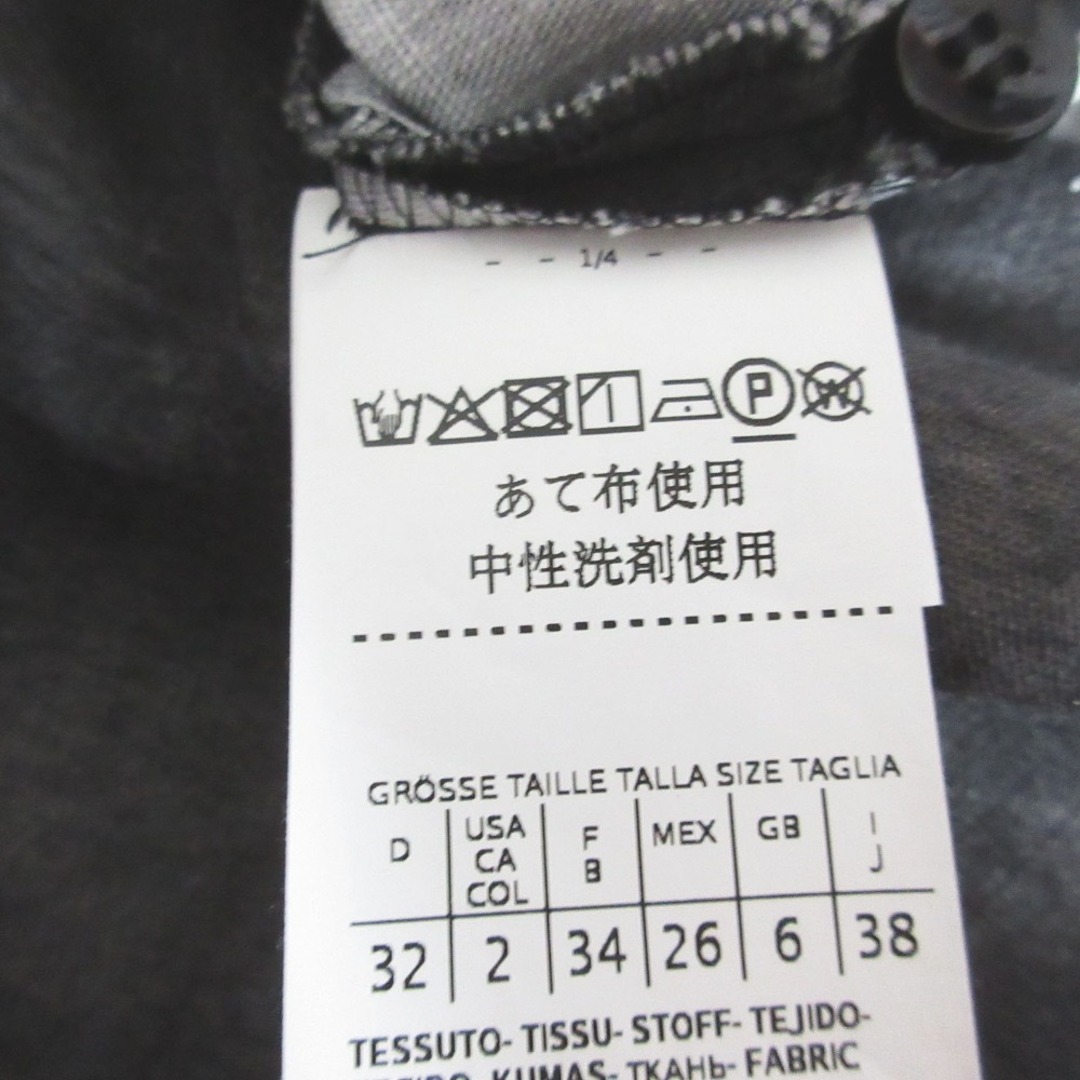 - - 1/4 - -
P W
あて布使用
中性洗剤使用
GRÖSSE TAILLE TALLA SIZE TAGLIA
D USA CA COL F B MEX GB I J
32 2 34 26 6 38
TESSUTO- TISSU- STOFF- TEJIDO-
KUMAS- ТКАНЬ- FABRIC